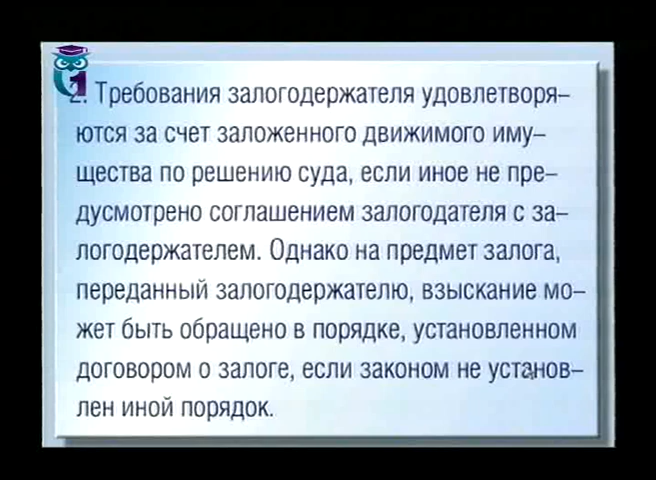 1
2. Требования залогодержателя удовлетворя–
ются за счет заложенного движимого иму–
щества по решению суда, если иное не пре–
дусмотрено соглашением залогодателя с за–
логодержателем. Однако на предмет залога,
переданный залогодержателю, взыскание мо–
жет быть обращено в порядке, установленном
договором о залоге, если законом не установ–
лен иной порядок.